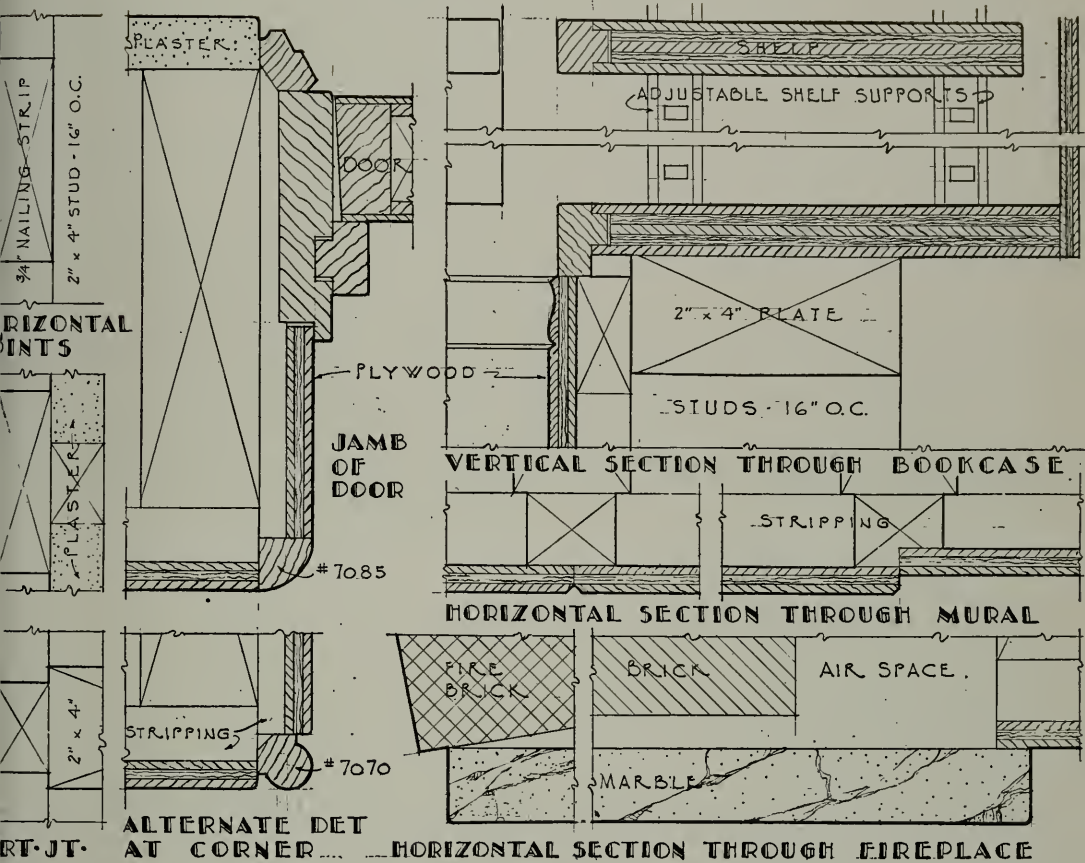 3/4" NAILING STRIP
2" x 4" STUD - 16" O.C.
RIZONTAL
INTS
PLASTER
2" x 4"
RT. JT.
PLASTER.
DOOR
PLYWOOD
JAMB
OF
DOOR
#7085
STRIPPING
#7070
ALTERNATE DET
AT CORNER
SHELF
ADJUSTABLE SHELF SUPPORTS
2" x 4" PLATE
STUDS - 16" O.C.
VERTICAL SECTION THROUGH BOOKCASE
STRIPPING
HORIZONTAL SECTION THROUGH MURAL
FIRE
BRICK
BRICK
AIR SPACE.
MARBLE
HORIZONTAL SECTION THROUGH FIREPLACE